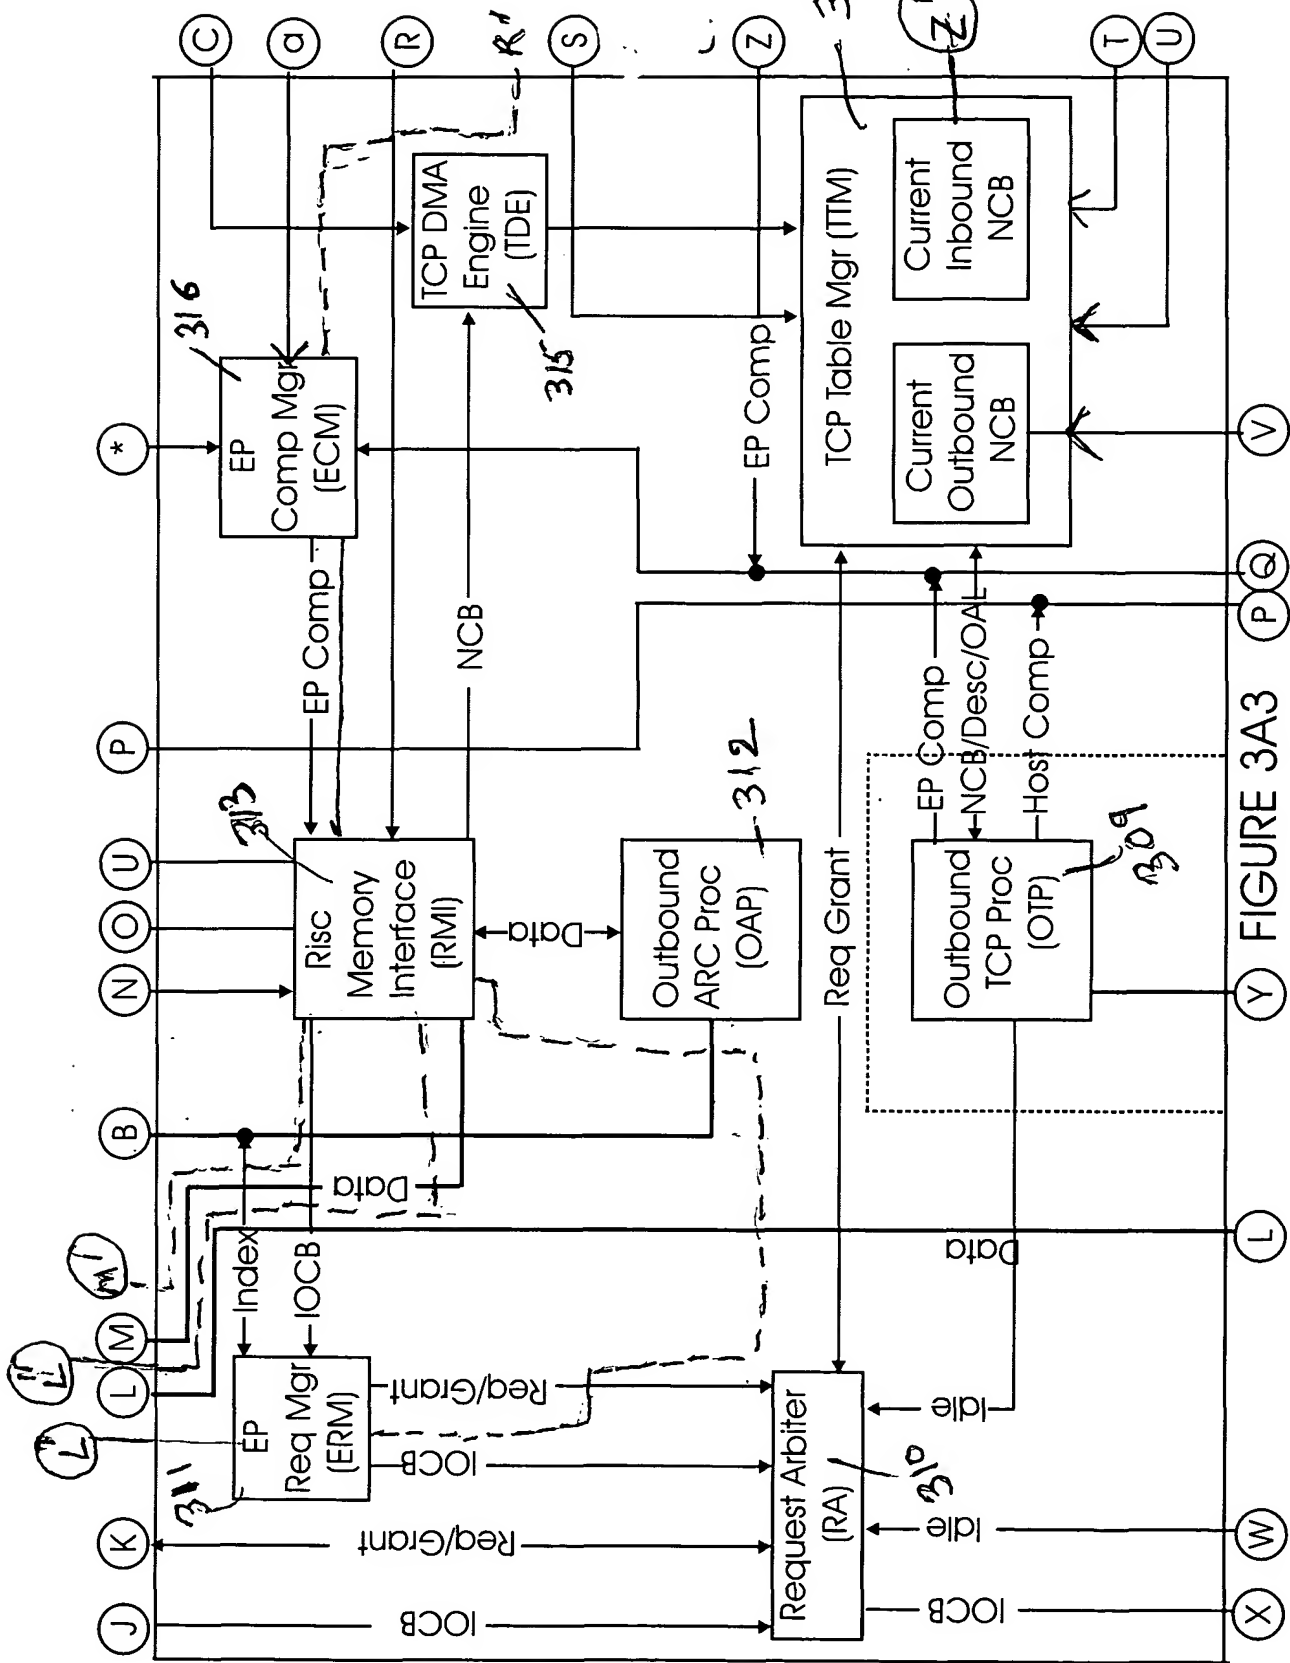 C
a
R
R'
S
Z
3
Z'
T
U
*
316
EP
Comp Mgr
(ECM)
TCP DMA
Engine
(TDE)
315
EP Comp
TCP Table Mgr (TTM)
Current
Outbound
NCB
Current
Inbound
NCB
V
Q
P
EP Comp
NCB
P
U
O
N
313
Risc
Memory
Interface
(RMI)
Data
Outbound
ARC Proc
(OAP)
312
Req Grant
EP Comp
NCB/Desc/OAL
Host Comp
Outbound
TCP Proc
(OTP)
309
Y
B
Data
M'
M
L"
L
L'
Index
IOCB
311
EP
Req Mgr
(ERM)
Req/Grant
IOCB
K
Req/Grant
J
IOCB
Request Arbiter
(RA)
310
Idle
Data
Idle
IOCB
L
W
X
FIGURE 3A3